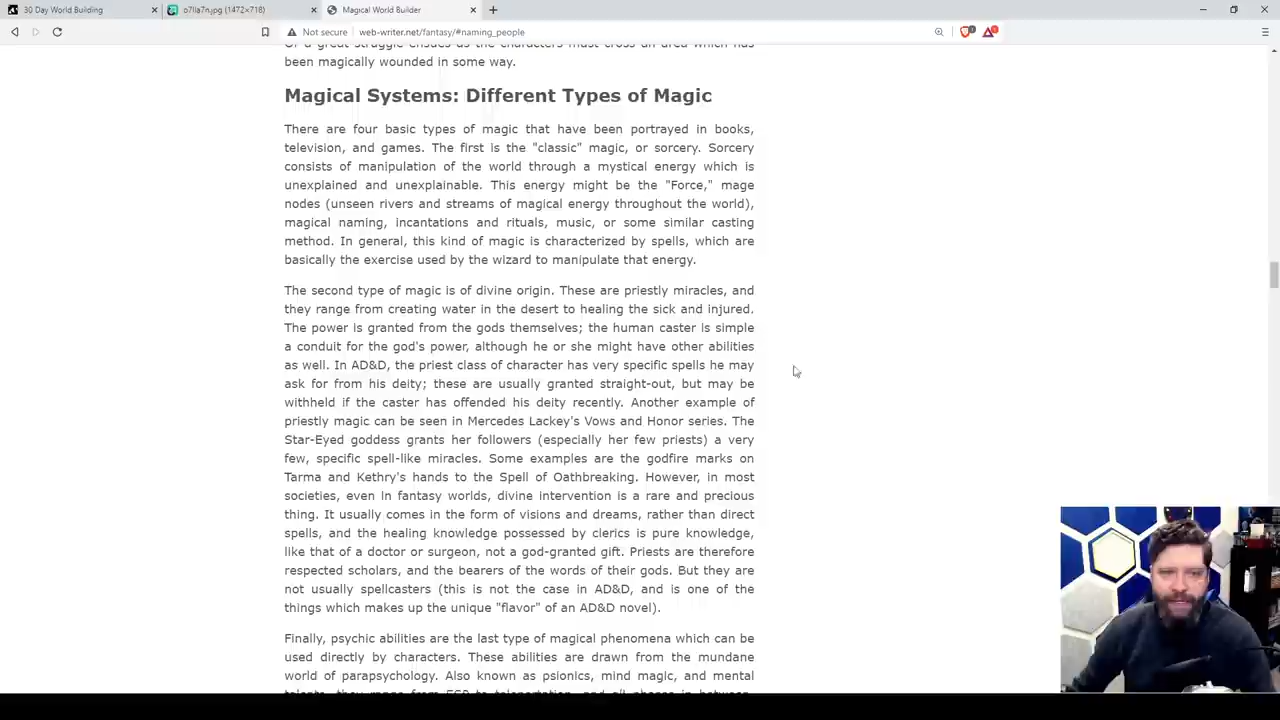 30 Day World Building
o7lla7n.jpg (1472×718)
Magical World Builder
Not secure
web-writer.net/fantasy/#naming_people
been magically wounded in some way.
Magical Systems: Different Types of Magic
There are four basic types of magic that have been portrayed in books,
television, and games. The first is the "classic" magic, or sorcery. Sorcery
consists of manipulation of the world through a mystical energy which is
unexplained and unexplainable. This energy might be the "Force," mage
nodes (unseen rivers and streams of magical energy throughout the world),
magical naming, incantations and rituals, music, or some similar casting
method. In general, this kind of magic is characterized by spells, which are
basically the exercise used by the wizard to manipulate that energy.
The second type of magic is of divine origin. These are priestly miracles, and
they range from creating water in the desert to healing the sick and injured.
The power is granted from the gods themselves; the human caster is simple
a conduit for the god's power, although he or she might have other abilities
as well. In AD&D, the priest class of character has very specific spells he may
ask for from his deity; these are usually granted straight-out, but may be
withheld if the caster has offended his deity recently. Another example of
priestly magic can be seen in Mercedes Lackey's Vows and Honor series. The
Star-Eyed goddess grants her followers (especially her few priests) a very
few, specific spell-like miracles. Some examples are the godfire marks on
Tarma and Kethry's hands to the Spell of Oathbreaking. However, in most
societies, even in fantasy worlds, divine intervention is a rare and precious
thing. It usually comes in the form of visions and dreams, rather than direct
spells, and the healing knowledge possessed by clerics is pure knowledge,
like that of a doctor or surgeon, not a god-granted gift. Priests are therefore
respected scholars, and the bearers of the words of their gods. But they are
not usually spellcasters (this is not the case in AD&D, and is one of the
things which makes up the unique "flavor" of an AD&D novel).
Finally, psychic abilities are the last type of magical phenomena which can be
used directly by characters. These abilities are drawn from the mundane
world of parapsychology. Also known as psionics, mind magic, and mental